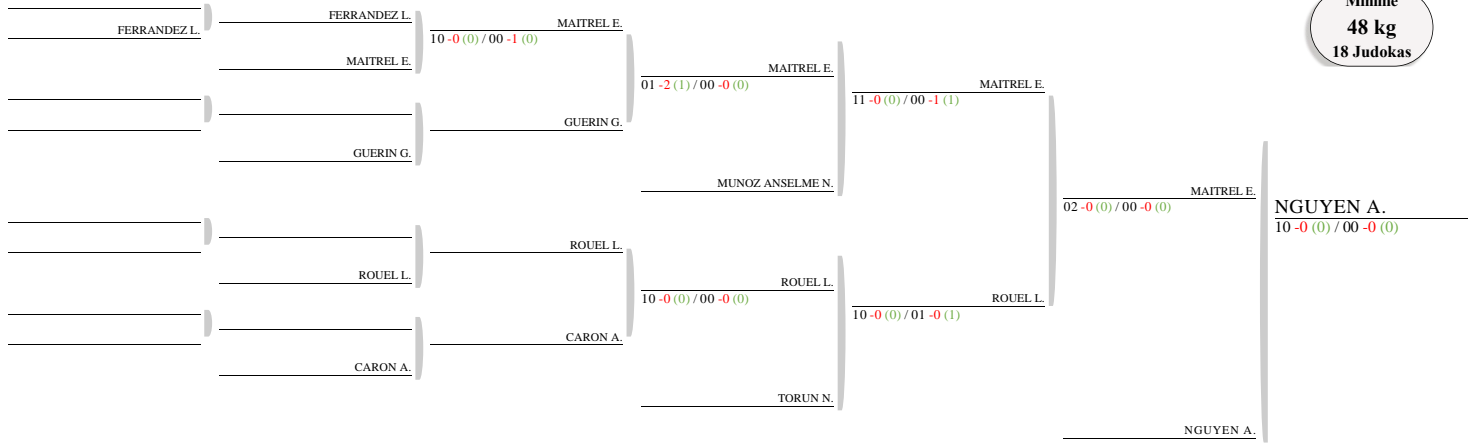 Minime
48 kg
18 Judokas
FERRANDEZ L.
FERRANDEZ L.
MAITREL E.
GUERIN G.
ROUEL L.
CARON A.
MAITREL E.
10 -0 (0) / 00 -1 (0)
GUERIN G.
ROUEL L.
CARON A.
MAITREL E.
01 -2 (1) / 00 -0 (0)
MUNOZ ANSELME N.
ROUEL L.
10 -0 (0) / 00 -0 (0)
TORUN N.
MAITREL E.
11 -0 (0) / 00 -1 (1)
ROUEL L.
10 -0 (0) / 01 -0 (1)
MAITREL E.
02 -0 (0) / 00 -0 (0)
NGUYEN A.
NGUYEN A.
10 -0 (0) / 00 -0 (0)